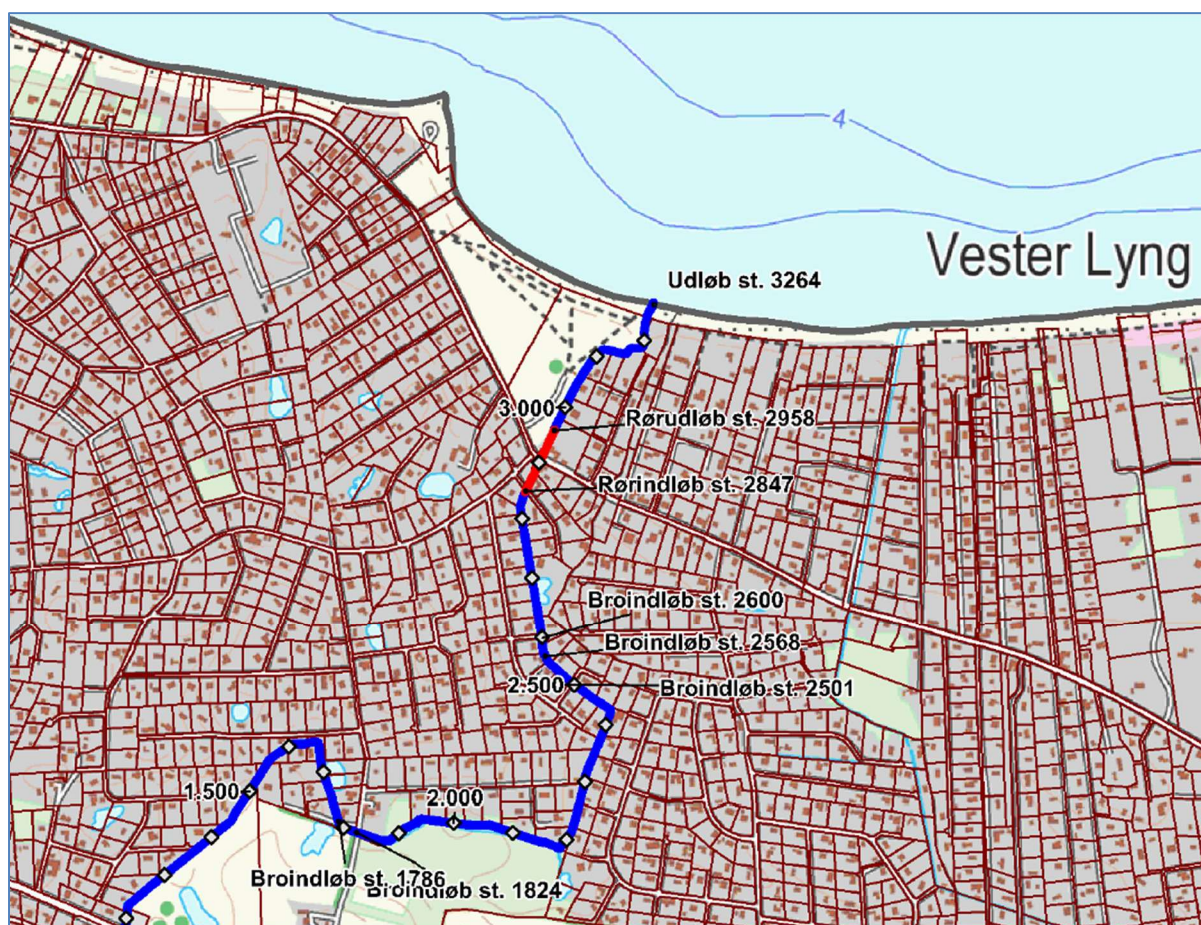 4
Vester Lyng
Udløb st. 3264
3.000
Rørudløb st. 2958
Rørindløb st. 2847
Broindløb st. 2600
Broindløb st. 2568
2.500
Broindløb st. 2501
1.500
2.000
Broindløb st. 1786
Broindløb st. 1824